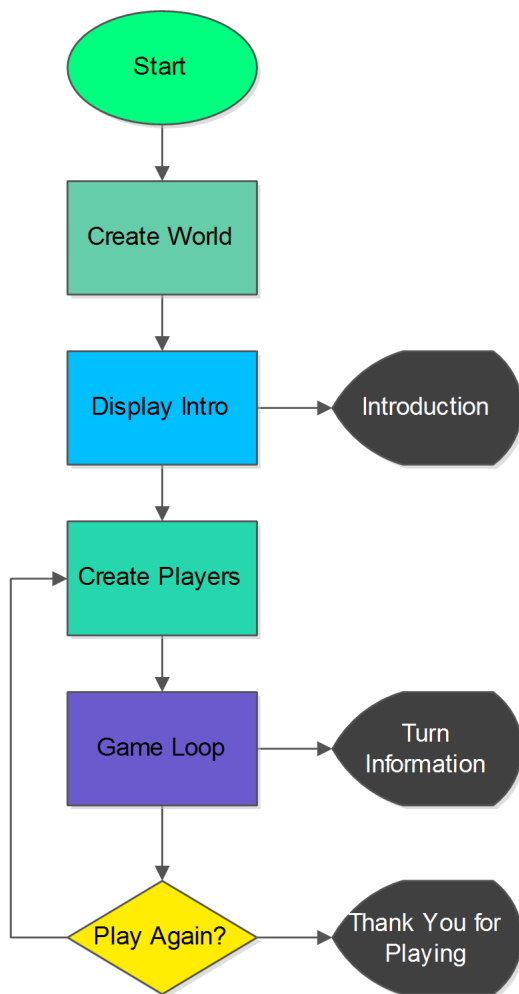 Start
Create World
Display Intro
Introduction
Create Players
Game Loop
Turn
Information
Play Again?
Thank You for
Playing